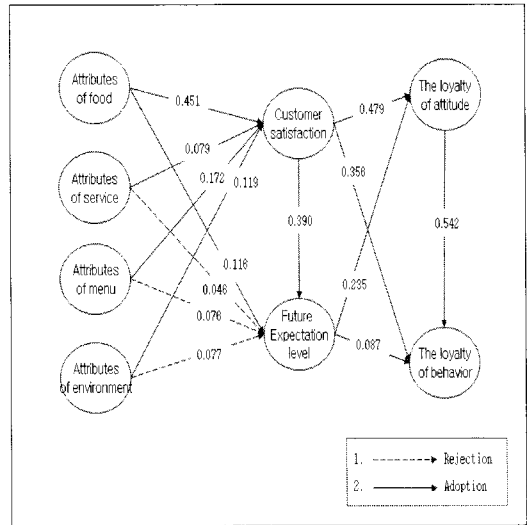 Attributes
of food
Attributes
of service
Attributes
of menu
Attributes
of environment
Customer
satisfaction
Future
Expectation
level
The loyalty
of attitude
The loyalty
of behavior
0.451
0.079
0.172
0.119
0.116
0.046
0.076
0.077
0.390
0.479
0.358
0.235
0.087
0.542
1. Rejection
2. Adoption